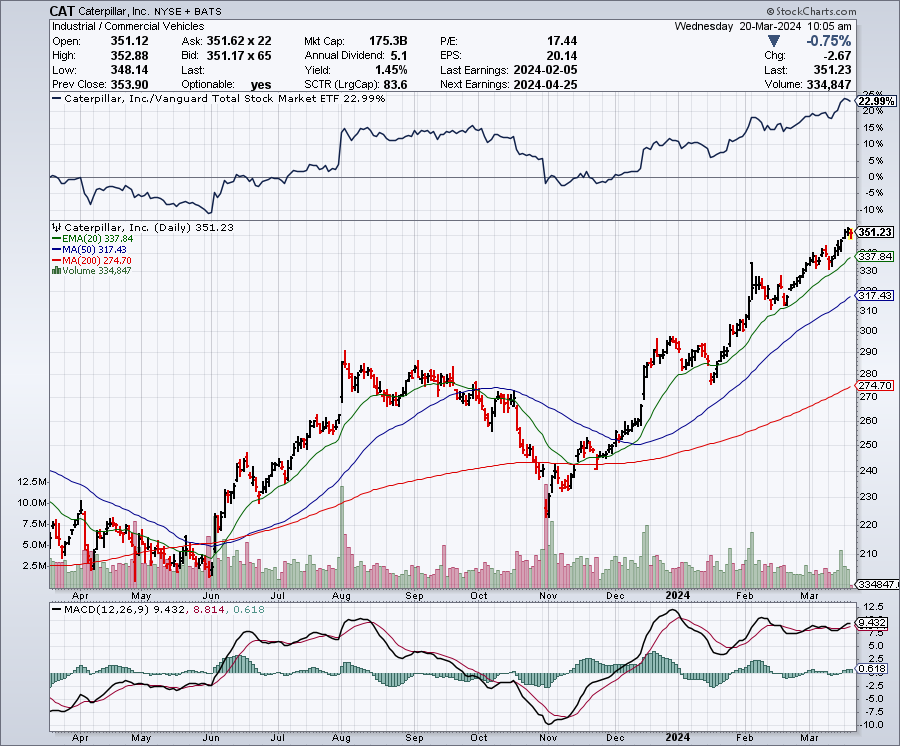 CAT Caterpillar, Inc. NYSE + BATS © StockCharts.com
Industrial / Commercial Vehicles Wednesday 20-Mar-2024 10:05 am
Open: 351.12 Ask: 351.62 x 22 Mkt Cap: 175.3B P/E: 17.44 ▼ -0.75%
High: 352.88 Bid: 351.17 x 65 Annual Dividend: 5.1 EPS: 20.14 Chg: -2.67
Low: 348.14 Last: Yield: 1.45% Last Earnings: 2024-02-05 Last: 351.23
Prev Close: 353.90 Optionable: yes SCTR (LrgCap): 83.6 Next Earnings: 2024-04-25 Volume: 334,847
Caterpillar, Inc./Vanguard Total Stock Market ETF 22.99%
25%
22.99%
20%
15%
10%
5%
0%
-5%
-10%
Caterpillar, Inc. (Daily) 351.23
EMA(20) 337.84
MA(50) 317.43
MA(200) 274.70
Volume 334,847
351.23
340
337.84
330
320
317.43
310
300
290
280
274.70
270
260
250
240
230
220
210
334847.0
12.5M
10.0M
7.5M
5.0M
2.5M
Apr May Jun Jul Aug Sep Oct Nov Dec 2024 Feb Mar
MACD(12,26,9) 9.432, 8.814, 0.618
12.5
9.432
7.5
5.0
2.5
0.618
-2.5
-5.0
-7.5
-10.0
Apr May Jun Jul Aug Sep Oct Nov Dec 2024 Feb Mar